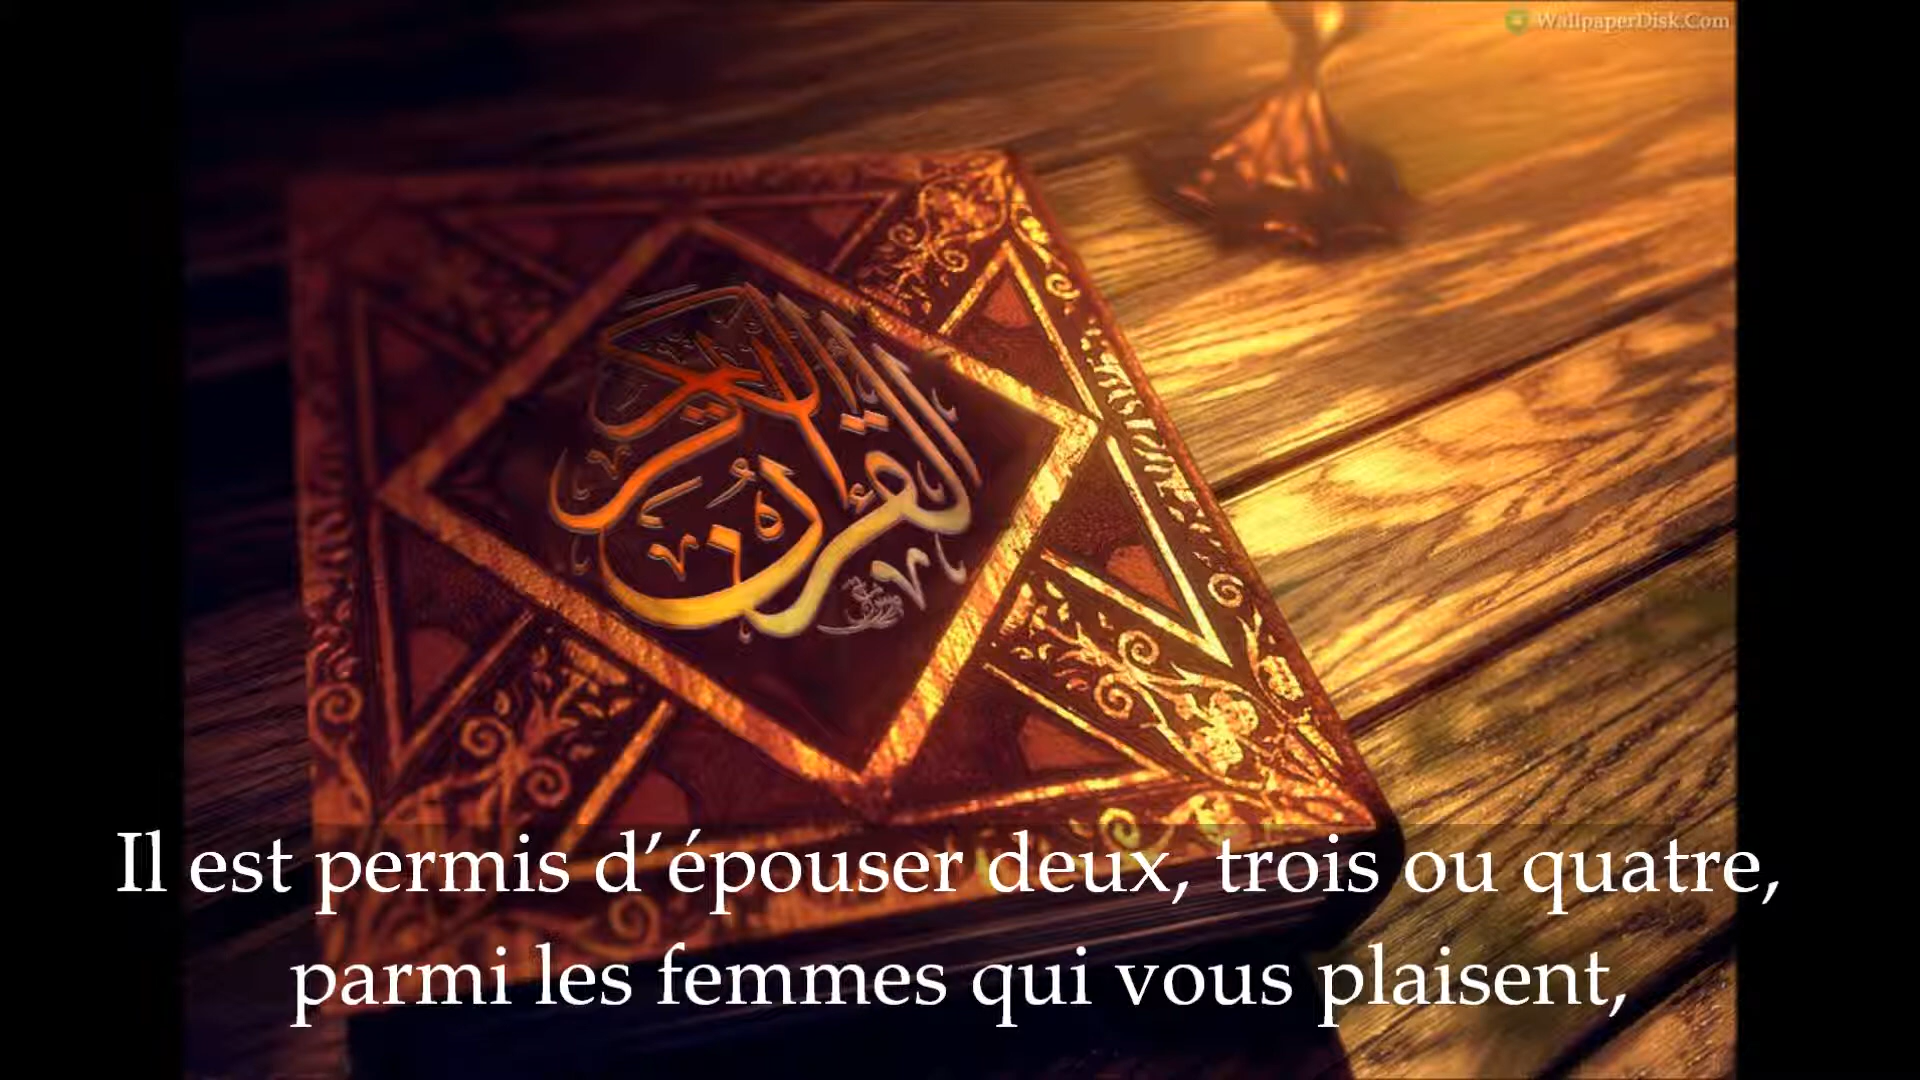 WallpaperDisk.Com
القرآن
الكريم
Il est permis d’épouser deux, trois ou quatre,
parmi les femmes qui vous plaisent,